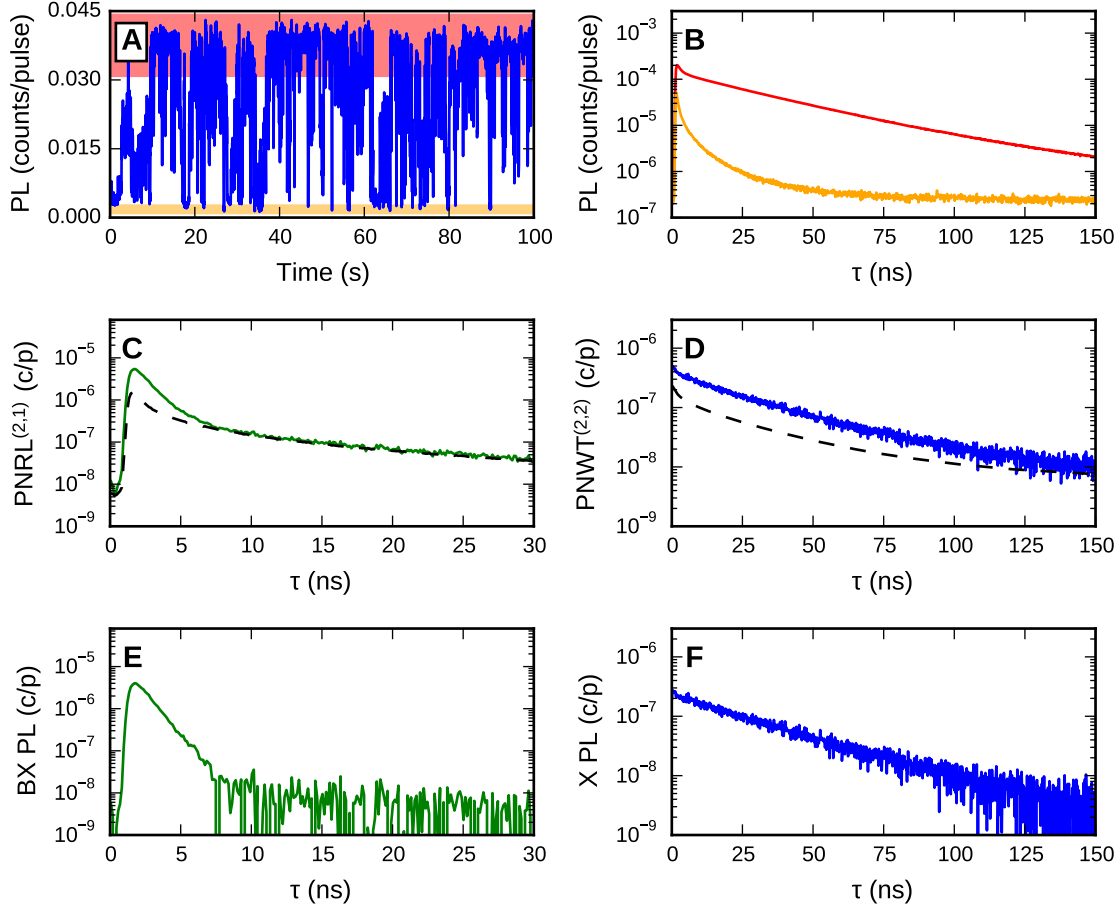 0.045
0.030
0.015
0.000
PL (counts/pulse)
A
0 20 40 60 80 100
Time (s)
10⁻³
10⁻⁴
10⁻⁵
10⁻⁶
10⁻⁷
PL (counts/pulse)
B
0 25 50 75 100 125 150
τ (ns)
10⁻⁵
10⁻⁶
10⁻⁷
10⁻⁸
10⁻⁹
PNRL⁽²,¹⁾ (c/p)
C
0 5 10 15 20 25 30
τ (ns)
10⁻⁶
10⁻⁷
10⁻⁸
10⁻⁹
PNWT⁽²,²⁾ (c/p)
D
0 25 50 75 100 125 150
τ (ns)
10⁻⁵
10⁻⁶
10⁻⁷
10⁻⁸
10⁻⁹
BX PL (c/p)
E
0 5 10 15 20 25 30
τ (ns)
10⁻⁶
10⁻⁷
10⁻⁸
10⁻⁹
X PL (c/p)
F
0 25 50 75 100 125 150
τ (ns)